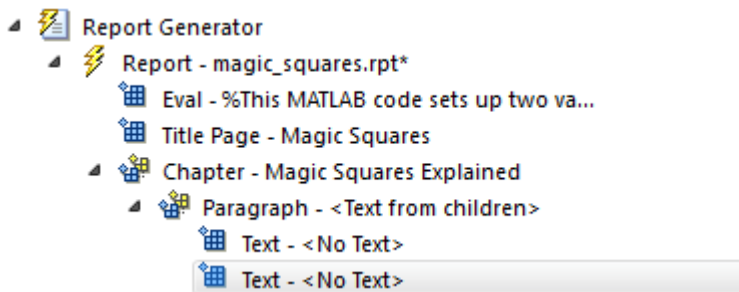 Report Generator
Report - magic_squares.rpt*
Eval - %This MATLAB code sets up two va...
Title Page - Magic Squares
Chapter - Magic Squares Explained
Paragraph - <Text from children>
Text - <No Text>
Text - <No Text>